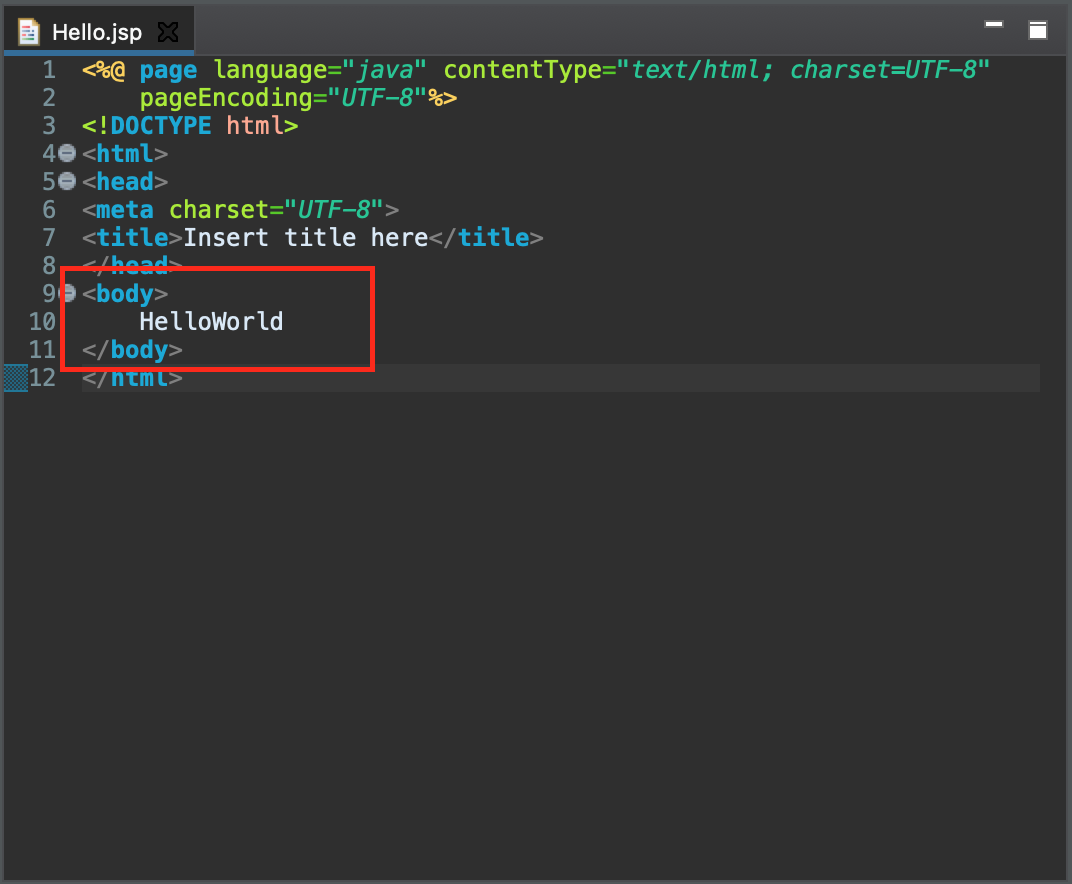 Hello.jsp
1 <%@ page language="java" contentType="text/html; charset=UTF-8"
2     pageEncoding="UTF-8"%>
3 <!DOCTYPE html>
4 <html>
5 <head>
6 <meta charset="UTF-8">
7 <title>Insert title here</title>
8 </head>
9 <body>
10     HelloWorld
11 </body>
12 </html>